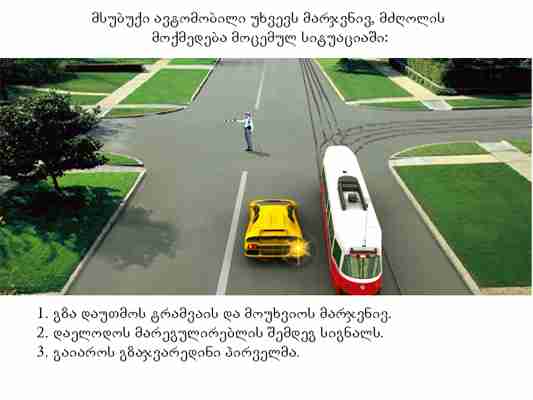 მსუბუქი ავტომობილი უხვევს მარჯვნივ, მძღოლის
მოქმედება მოცემულ სიტუაციაში:
1. გზა დაუთმოს ტრამვაის და მოუხვიოს მარჯვნივ.
2. დაელოდოს მარეგულირებლის შემდეგ სიგნალს.
3. გაიაროს გზაჯვარედინი პირველმა.